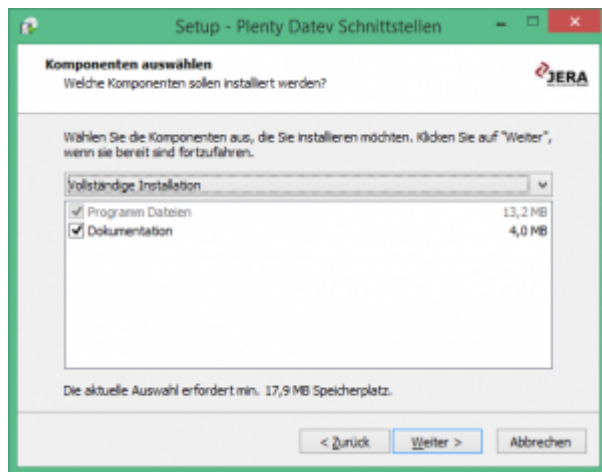 Setup - Plenty Datev Schnittstellen
Komponenten auswählen
Welche Komponenten sollen installiert werden?
JERA
Wählen Sie die Komponenten aus, die Sie installieren möchten. Klicken Sie auf "Weiter",
wenn sie bereit sind fortzufahren.
Vollständige Installation
Programm Dateien 13,2 MB
Dokumentation 4,0 MB
Die aktuelle Auswahl erfordert min. 17,9 MB Speicherplatz.
< Zurück Weiter > Abbrechen